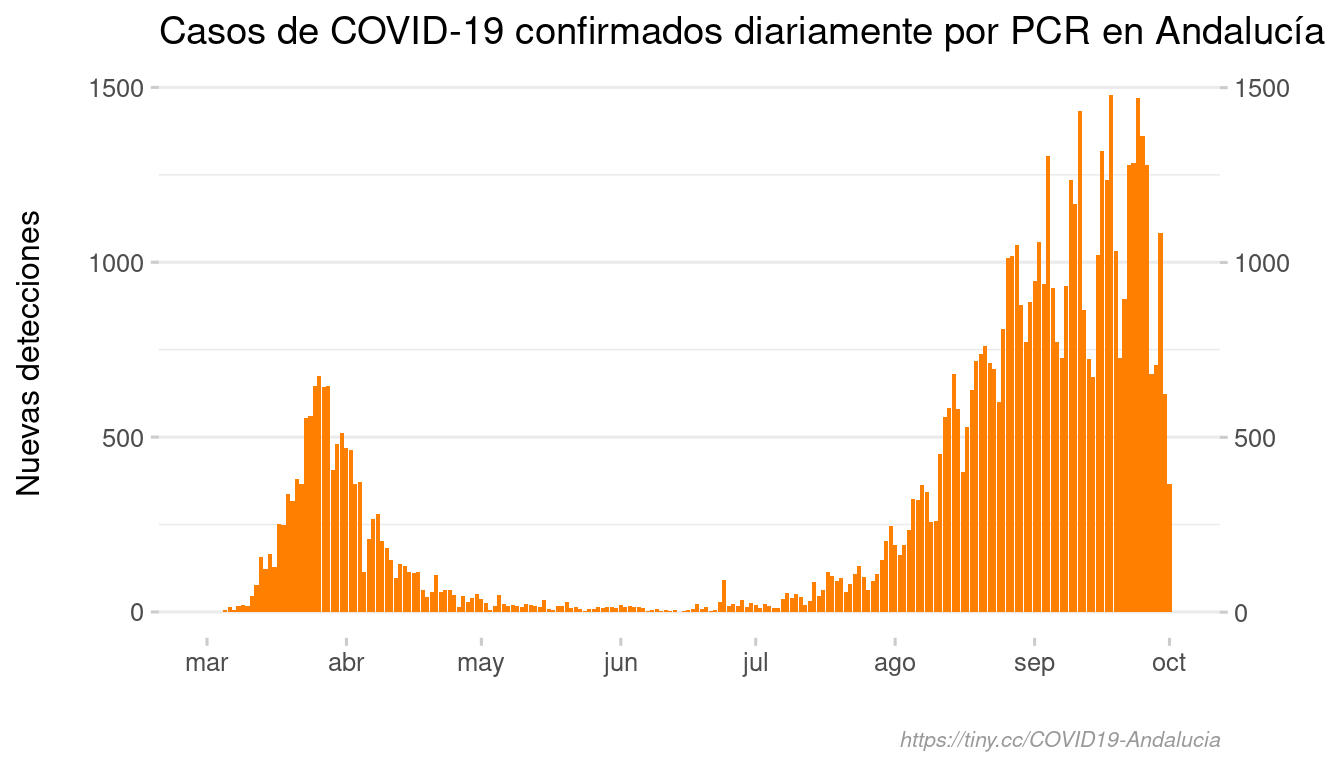 Casos de COVID-19 confirmados diariamente por PCR en Andalucía
Nuevas detecciones
1500
1000
500
0
1500
1000
500
0
mar abr may jun jul ago sep oct
https://tiny.cc/COVID19-Andalucia